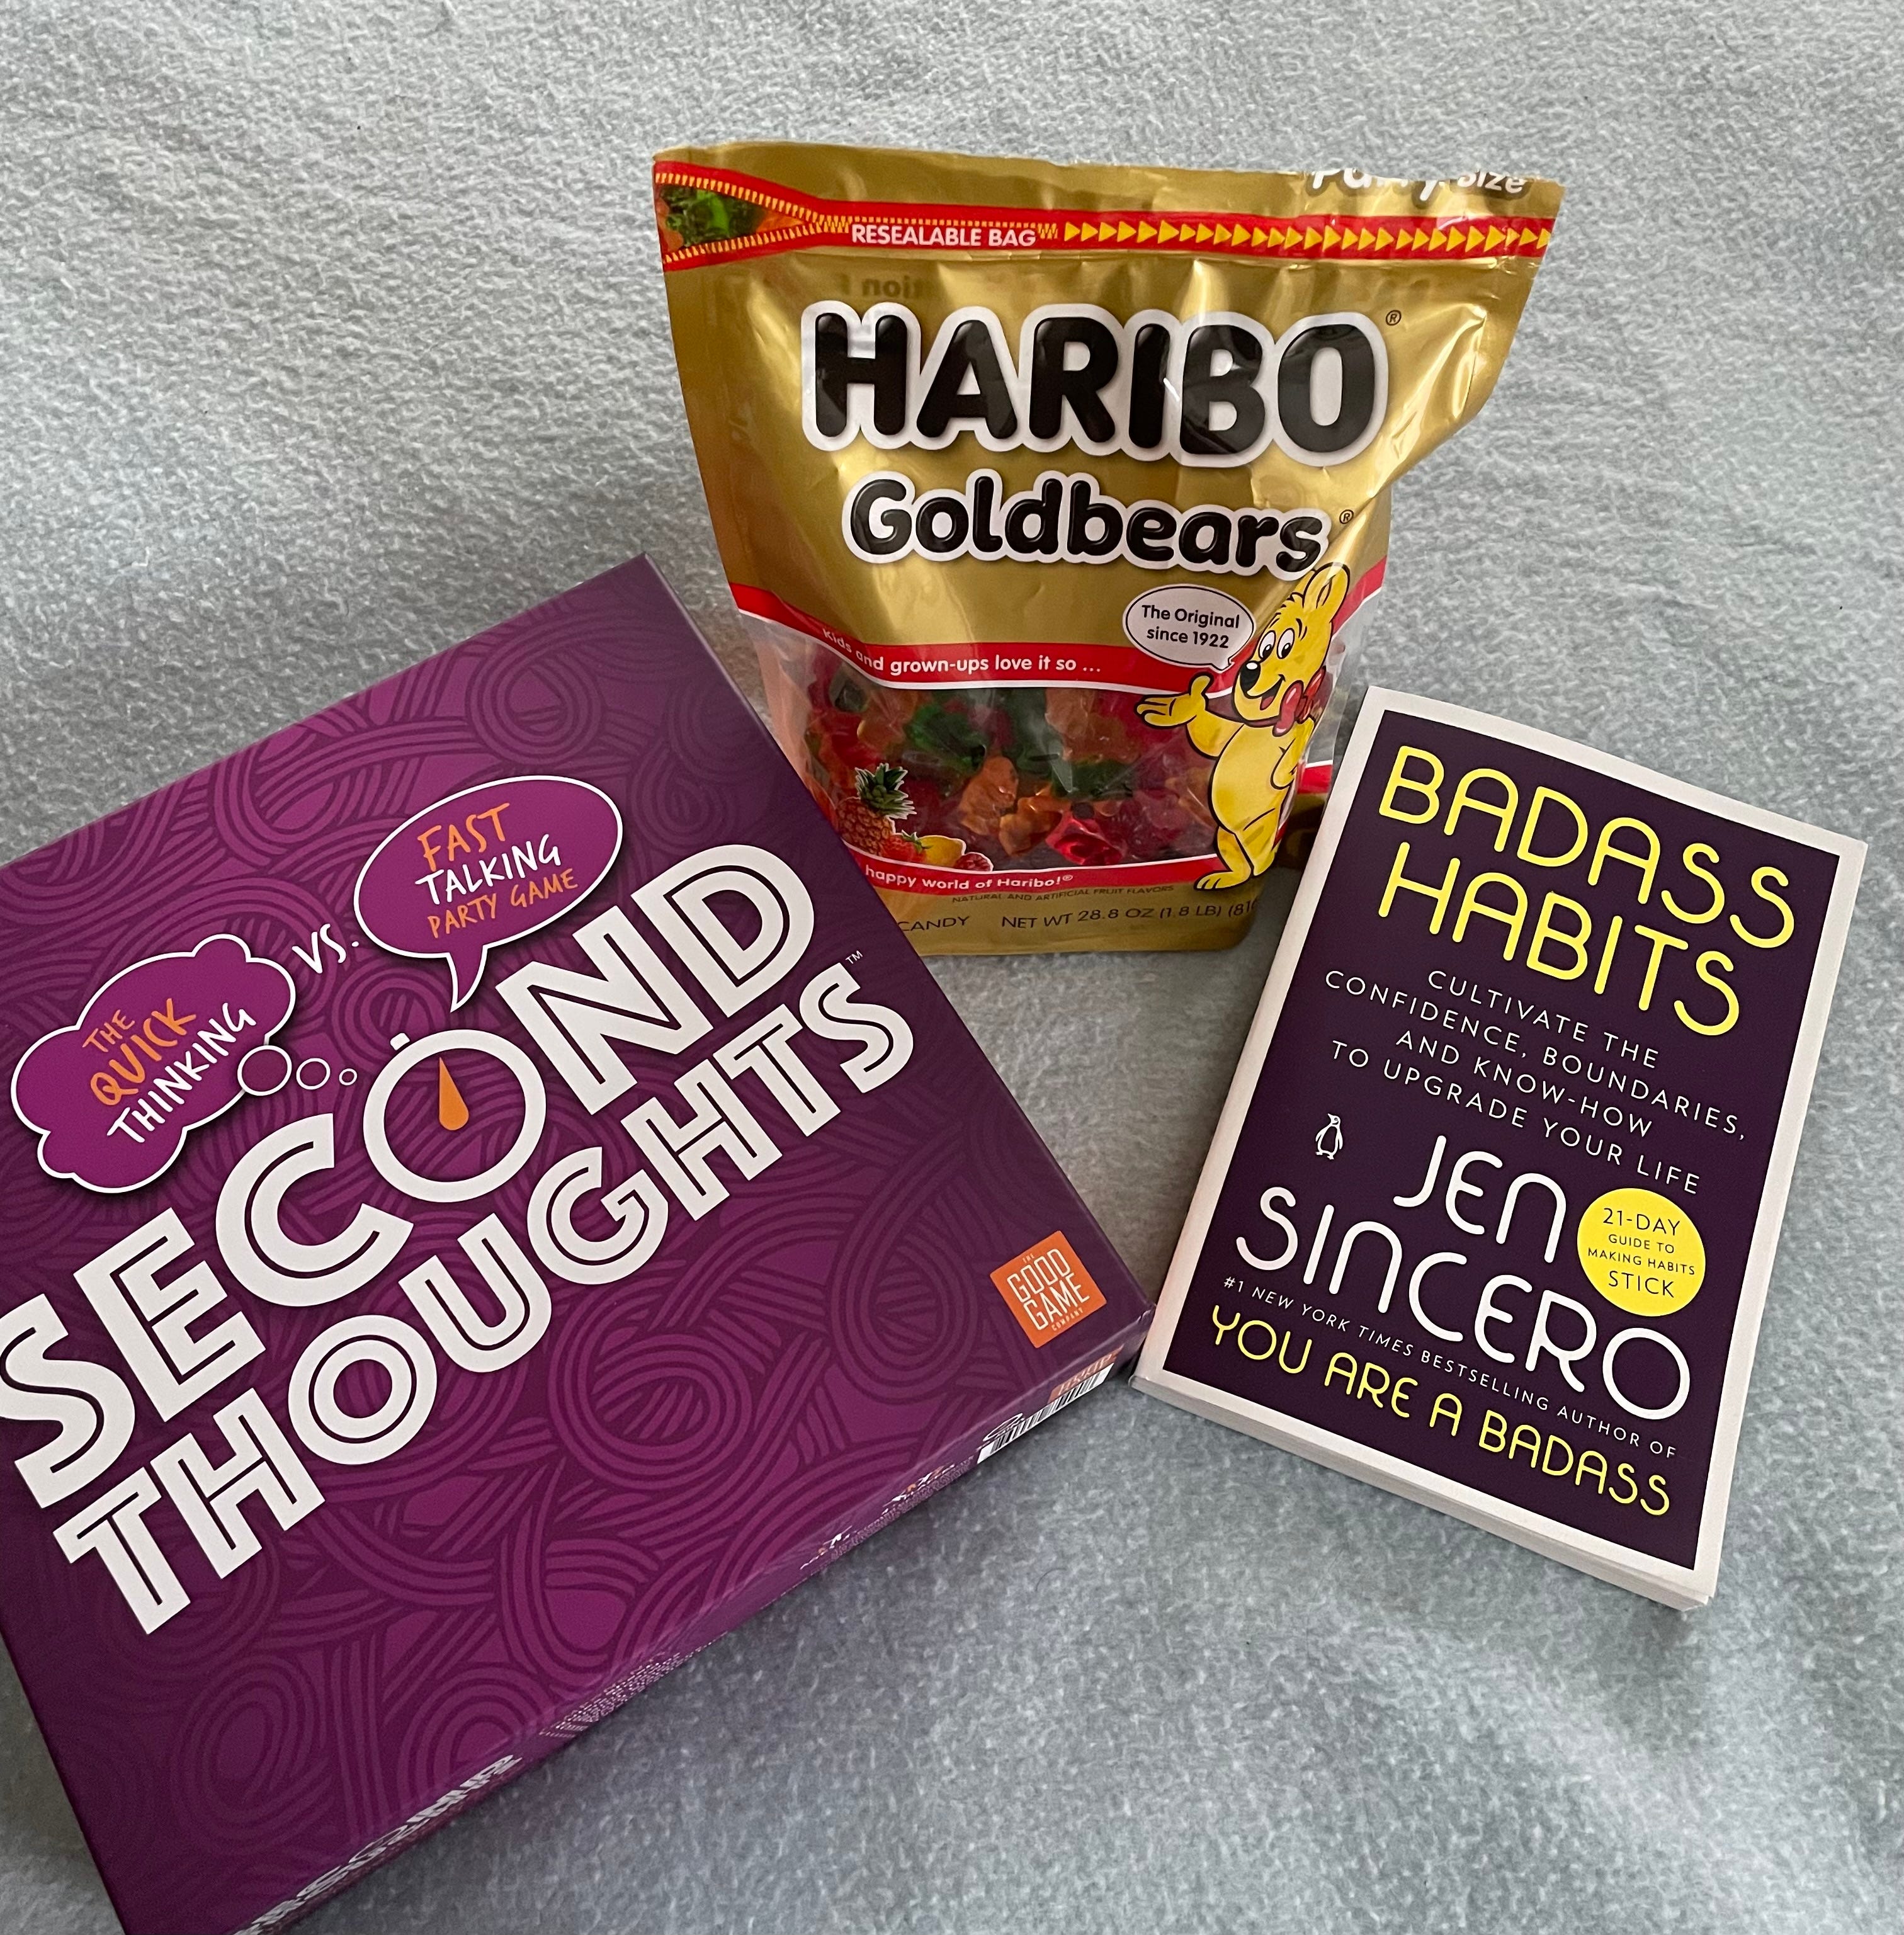 Party Size
RESEALABLE BAG
HARIBO®
Goldbears®
The Original
since 1922
Kids and grown-ups love it so ...
happy world of Haribo!®
NATURAL AND ARTIFICIAL FRUIT FLAVORS
CANDY NET WT 28.8 OZ (1.8 LB)
THE
QUICK
THINKING
VS.
FAST
TALKING
PARTY GAME
SECOND
THOUGHTS™
THE
GOOD
GAME
COMPANY
BADASS
HABITS
CULTIVATE THE
CONFIDENCE, BOUNDARIES,
AND KNOW-HOW
TO UPGRADE YOUR LIFE
JEN
SINCERO
21-DAY
GUIDE TO
MAKING HABITS
STICK
#1 NEW YORK TIMES BESTSELLING AUTHOR OF
YOU ARE A BADASS